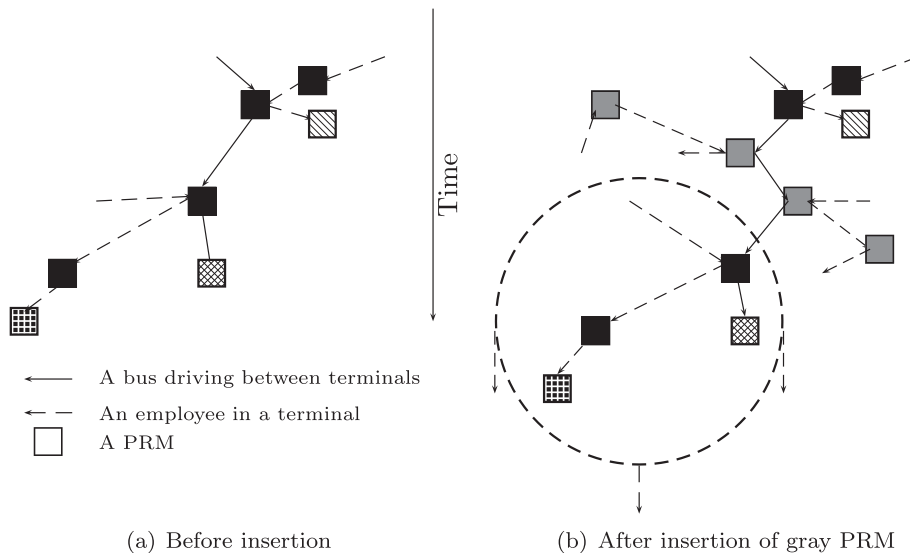 Time
A bus driving between terminals
An employee in a terminal
A PRM
(a) Before insertion
(b) After insertion of gray PRM